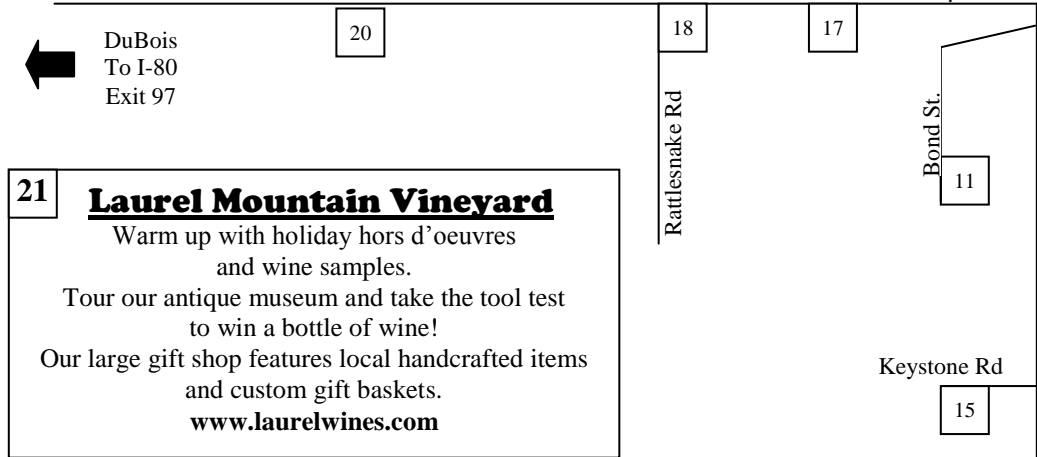 20
18
17
DuBois
To I-80
Exit 97
Rattlesnake Rd
Bond St.
11
21
Laurel Mountain Vineyard
Warm up with holiday hors d’oeuvres
and wine samples.
Tour our antique museum and take the tool test
to win a bottle of wine!
Our large gift shop features local handcrafted items
and custom gift baskets.
www.laurelwines.com
Keystone Rd
15